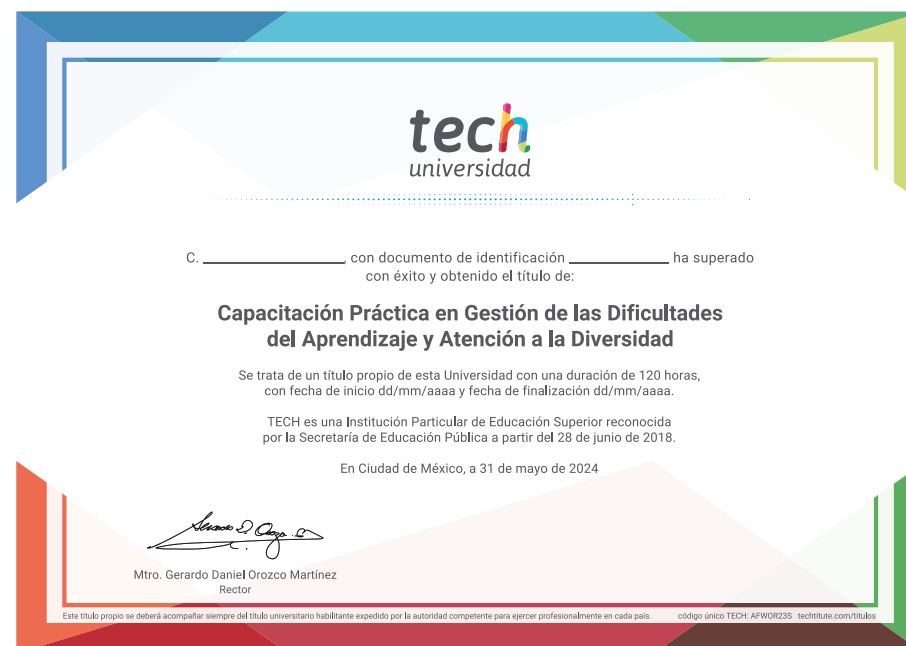 tech
universidad
C. ____________________, con documento de identificación ______________ ha superado
con éxito y obtenido el título de:
Capacitación Práctica en Gestión de las Dificultades
del Aprendizaje y Atención a la Diversidad
Se trata de un título propio de esta Universidad con una duración de 120 horas,
con fecha de inicio dd/mm/aaaa y fecha de finalización dd/mm/aaaa.
TECH es una Institución Particular de Educación Superior reconocida
por la Secretaría de Educación Pública a partir del 28 de junio de 2018.
En Ciudad de México, a 31 de mayo de 2024
Mtro. Gerardo Daniel Orozco Martínez
Rector
Este título propio se deberá acompañar siempre del título universitario habilitante expedido por la autoridad competente para ejercer profesionalmente en cada país. código único TECH: AFWOR23S techtitute.com/titulos